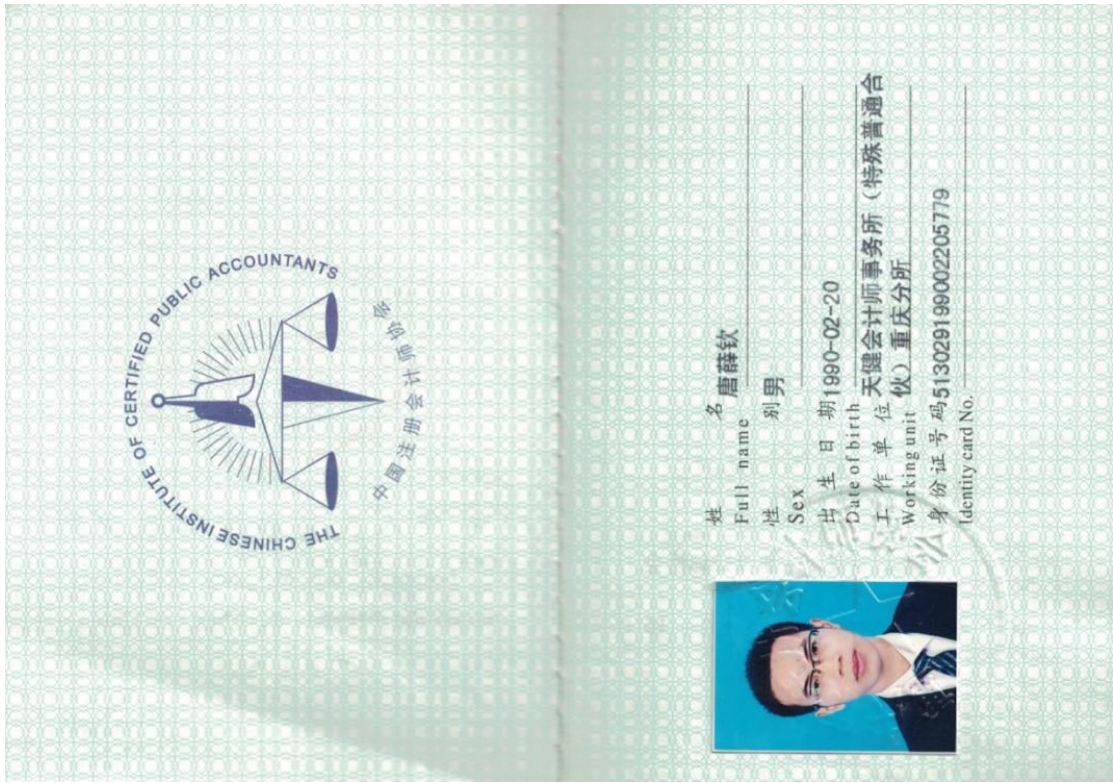 THE CHINESE INSTITUTE OF CERTIFIED PUBLIC ACCOUNTANTS
中国注册会计师协会
姓 名 唐薛钦
Full name
性 别 男
Sex
出 生 日 期 1990-02-20
Date of birth
工 作 单 位 天健会计师事务所（特殊普通合
伙）重庆分所
Working unit
身份证号码 513029199002205779
Identity card No.